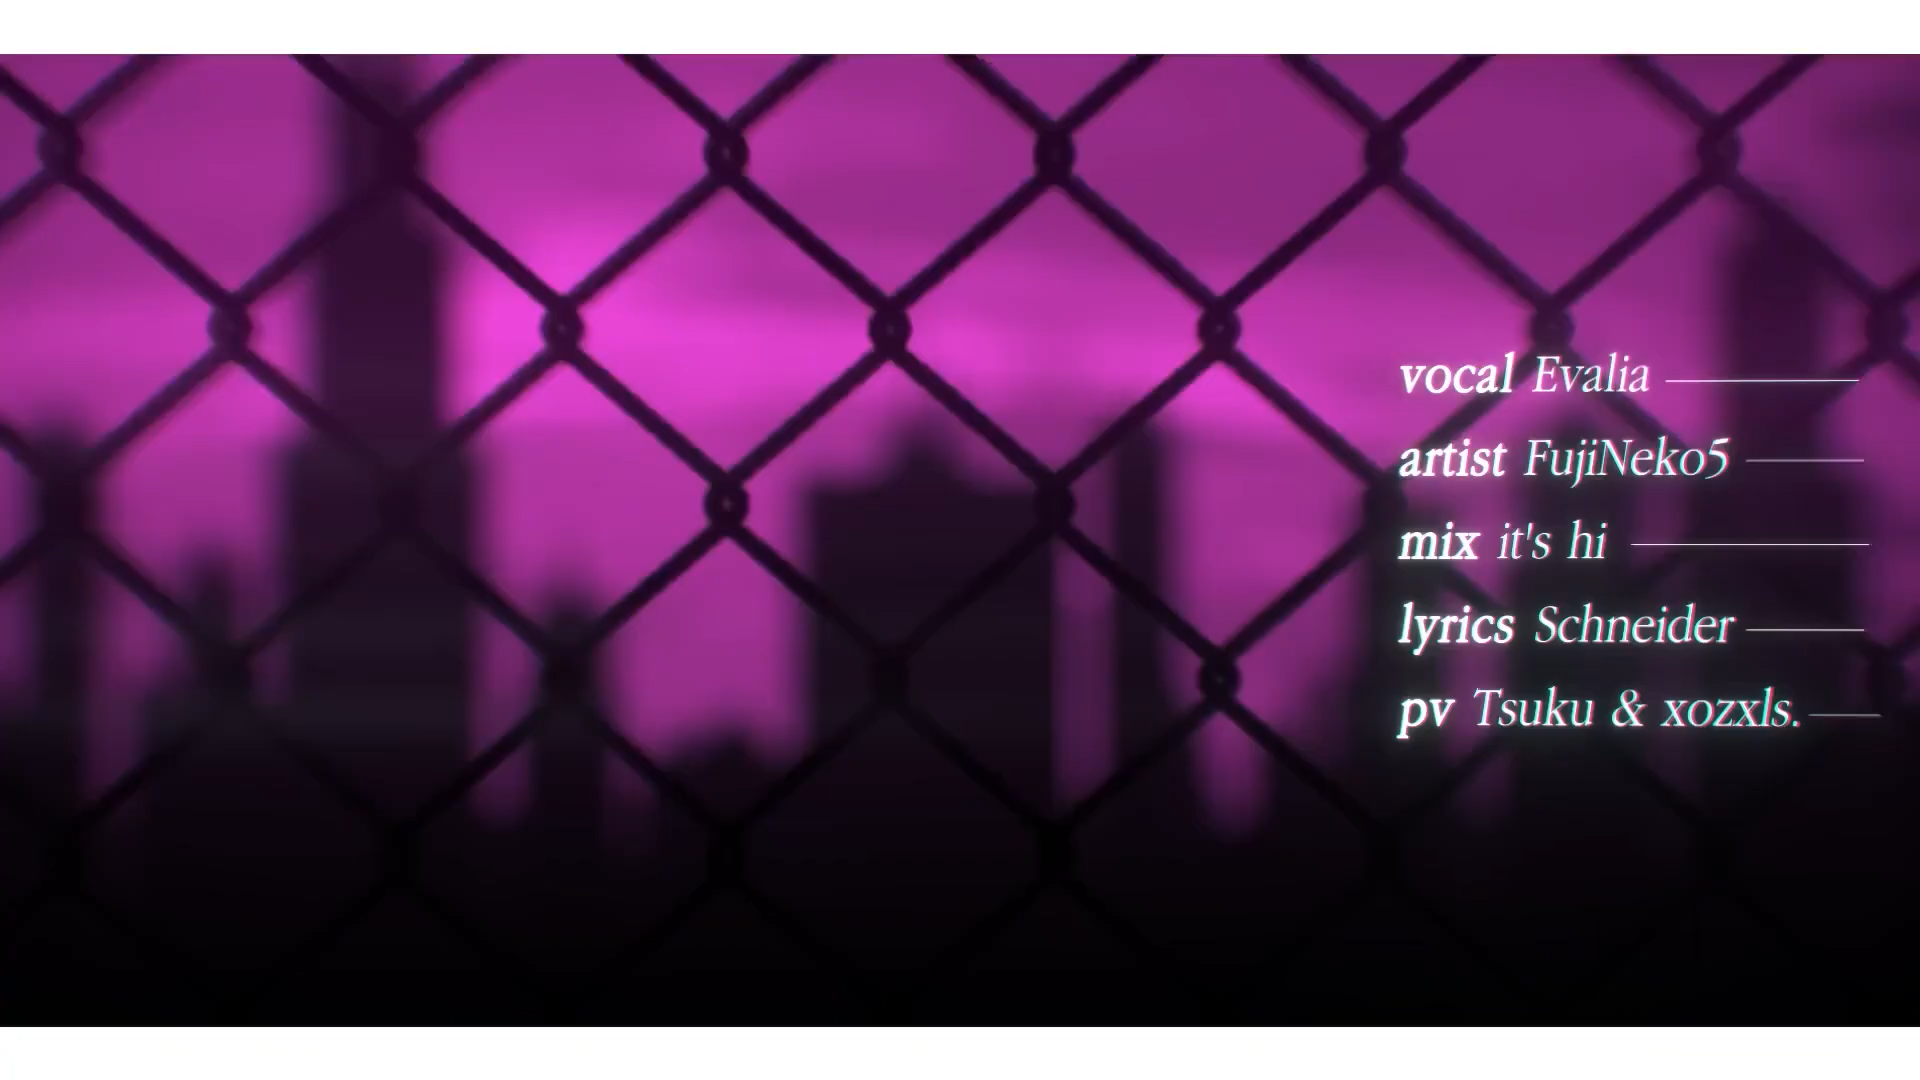 vocal Evalia
artist FujiNeko5
mix it's hi
lyrics Schneider
pv Tsuku & xozxls.